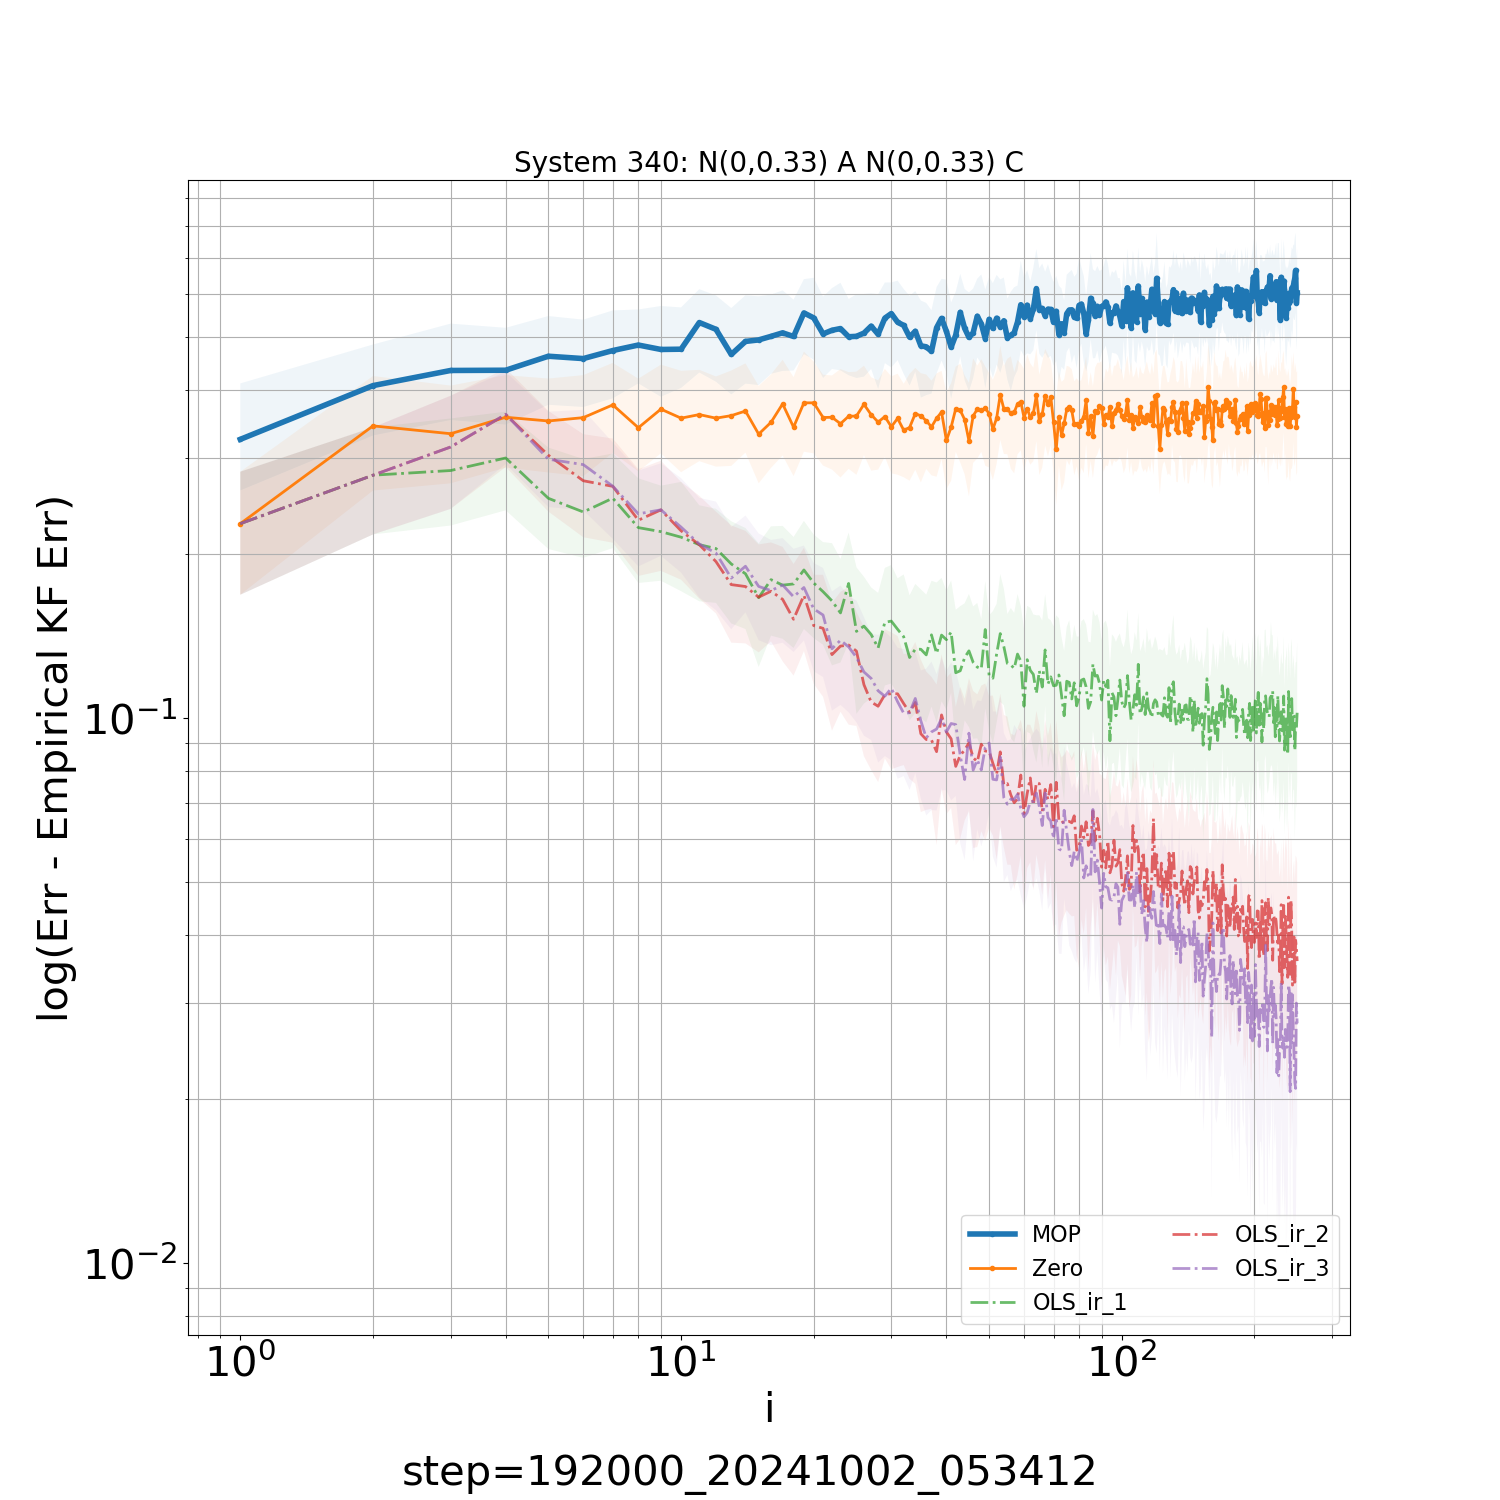 System 340: N(0,0.33) A N(0,0.33) C
log(Err - Empirical KF Err)
10⁻¹
10⁻²
10⁰
10¹
10²
MOP
Zero
OLS_ir_1
OLS_ir_2
OLS_ir_3
i
step=192000_20241002_053412